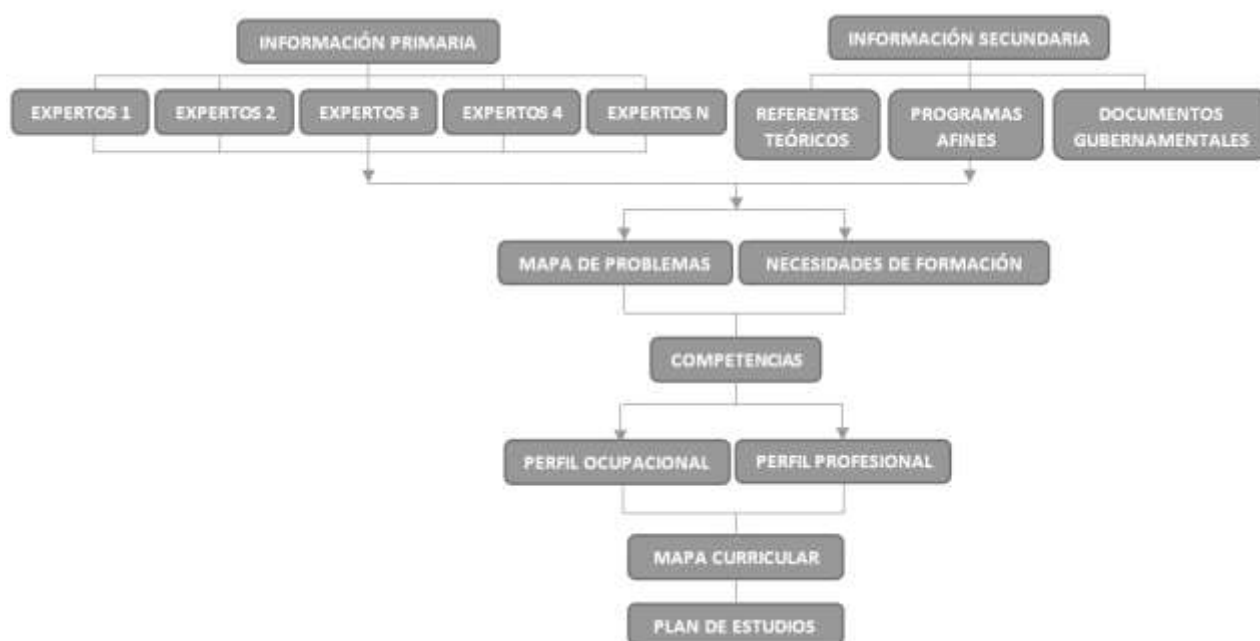 INFORMACIÓN PRIMARIA
INFORMACIÓN SECUNDARIA
EXPERTOS 1
EXPERTOS 2
EXPERTOS 3
EXPERTOS 4
EXPERTOS N
REFERENTES
TEÓRICOS
PROGRAMAS
AFINES
DOCUMENTOS
GUBERNAMENTALES
MAPA DE PROBLEMAS
NECESIDADES DE FORMACIÓN
COMPETENCIAS
PERFIL OCUPACIONAL
PERFIL PROFESIONAL
MAPA CURRICULAR
PLAN DE ESTUDIOS